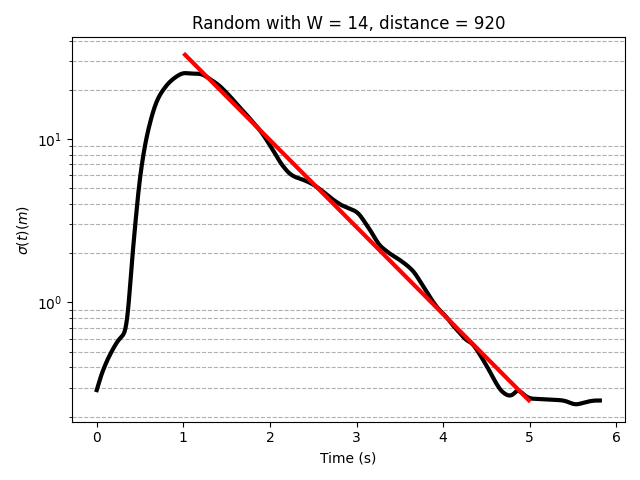 Random with W = 14, distance = 920
10¹
10⁰
σ(t)(m)
0 1 2 3 4 5 6
Time (s)